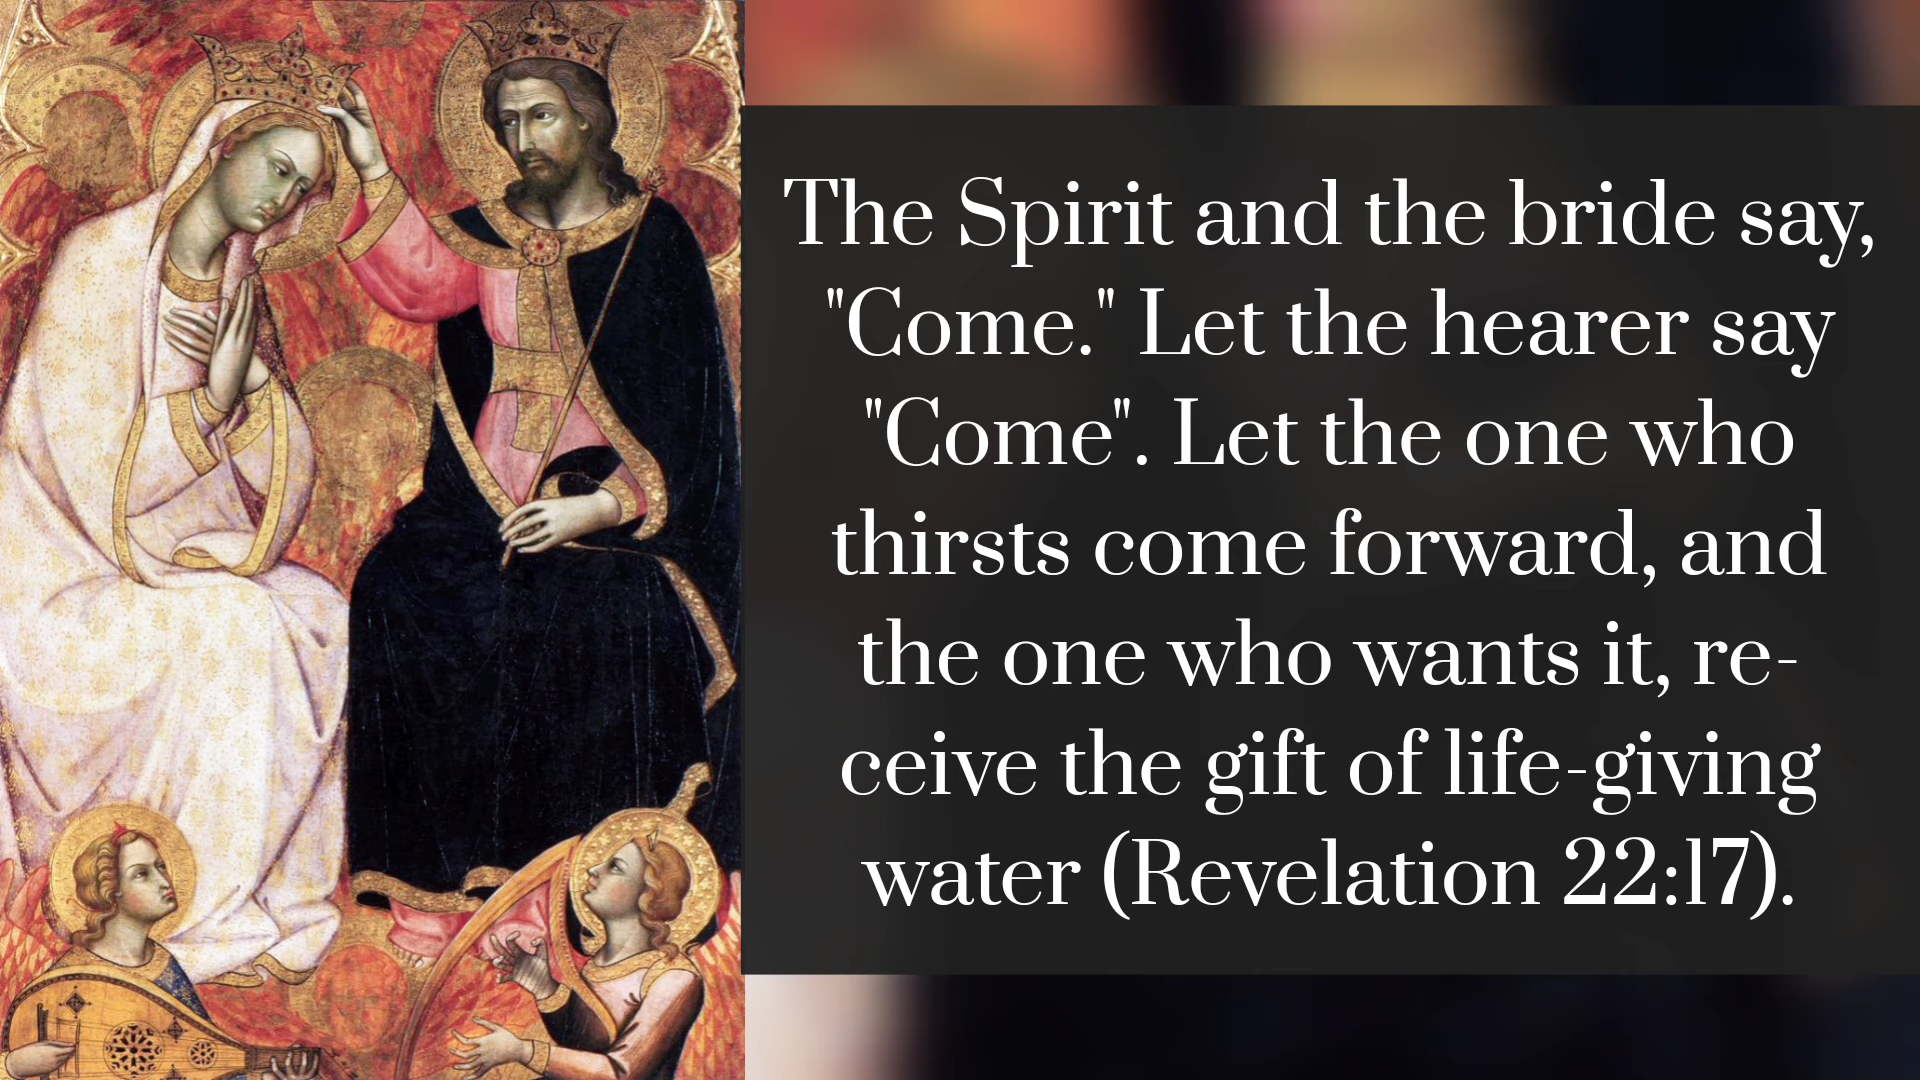 The Spirit and the bride say,
"Come." Let the hearer say
"Come". Let the one who
thirsts come forward, and
the one who wants it, re-
ceive the gift of life-giving
water (Revelation 22:17).